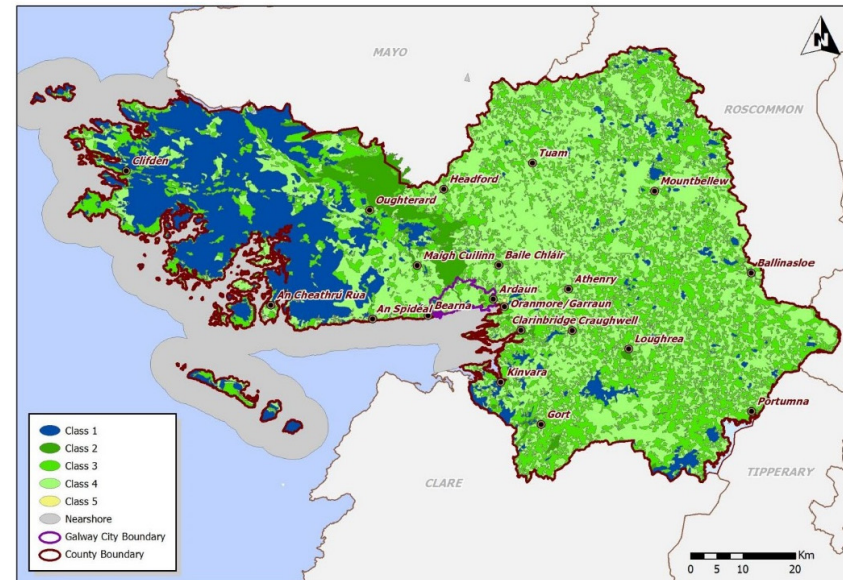 MAYO
N
ROSCOMMON
Clifden
Tuam
Headford
Mountbellew
Oughterard
Maigh Cuilinn
Baile Chláir
Ballinasloe
Athenry
Ardaun
An Cheathrú Rua
Bearna
Oranmore/Garraun
An Spidéal
Clarinbridge
Craughwell
Loughrea
Kinvara
Portumna
Gort
CLARE
TIPPERARY
Class 1
Class 2
Class 3
Class 4
Class 5
Nearshore
Galway City Boundary
County Boundary
Km
0 5 10 20